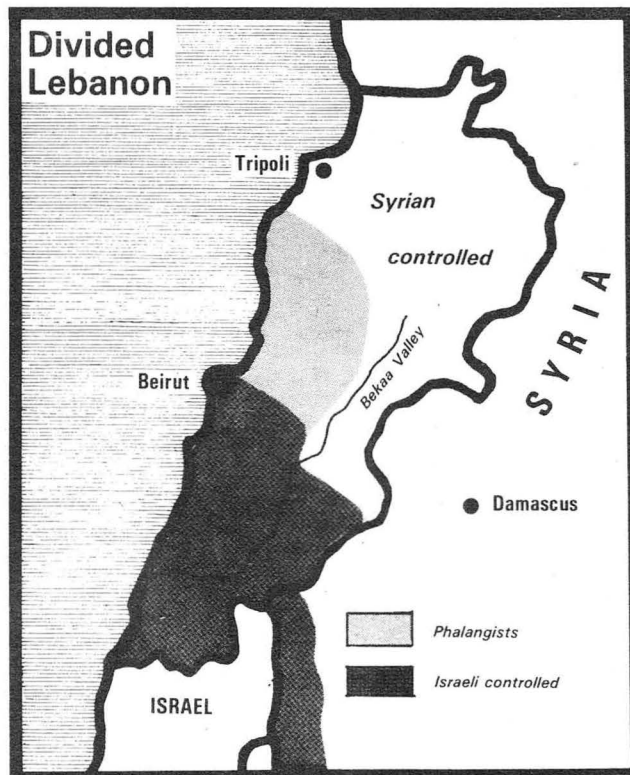 Divided
Lebanon
Tripoli
Syrian
controlled
SYRIA
Beirut
Bekaa Valley
Damascus
Phalangists
Israeli controlled
ISRAEL